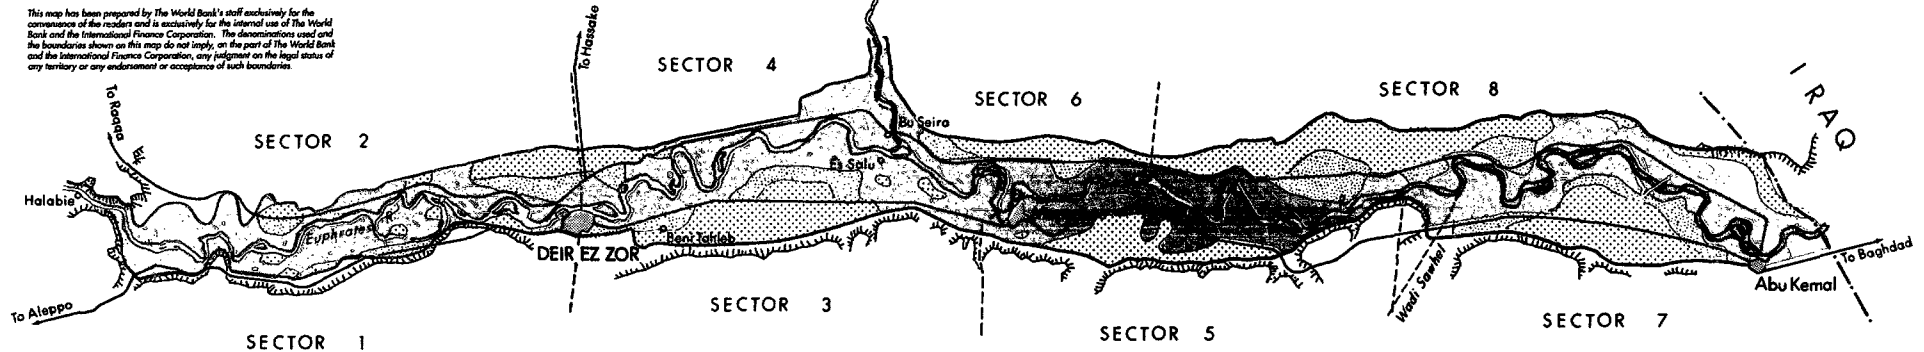 This map has been prepared by The World Bank's staff exclusively for the
convenience of the readers and is exclusively for the internal use of The World
Bank and the International Finance Corporation. The denominations used and
the boundaries shown on this map do not imply, on the part of The World Bank
and the International Finance Corporation, any judgment on the legal status of
any territory or any endorsement or acceptance of such boundaries.
To Hassake
SECTOR 4
SECTOR 6
SECTOR 8
IRAQ
To Raqqa
SECTOR 2
Bu Seira
Es Salu
Halabie
Euphrates
DEIR EZ ZOR
Beni Tahleb
To Baghdad
Wadi Sawhel
Abu Kemal
To Aleppo
SECTOR 3
SECTOR 1
SECTOR 5
SECTOR 7